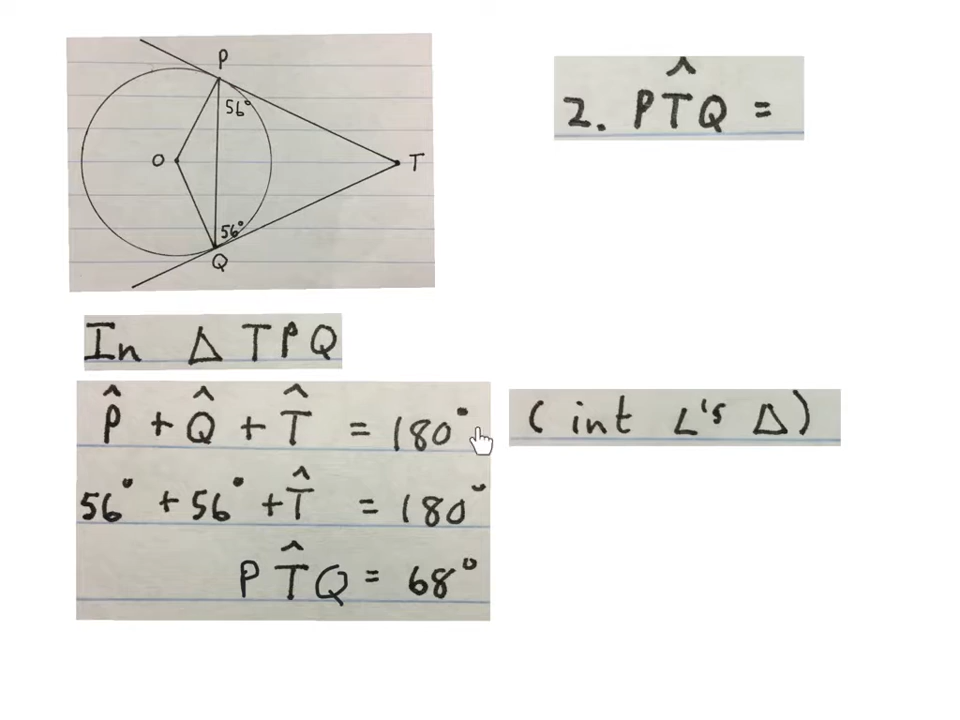 P
56°
O
T
56°
Q
2. PT̂Q =
In Δ TPQ
P̂ + Q̂ + T̂ = 180° (int ∠'s Δ)
56° + 56° + T̂ = 180°
PT̂Q = 68°